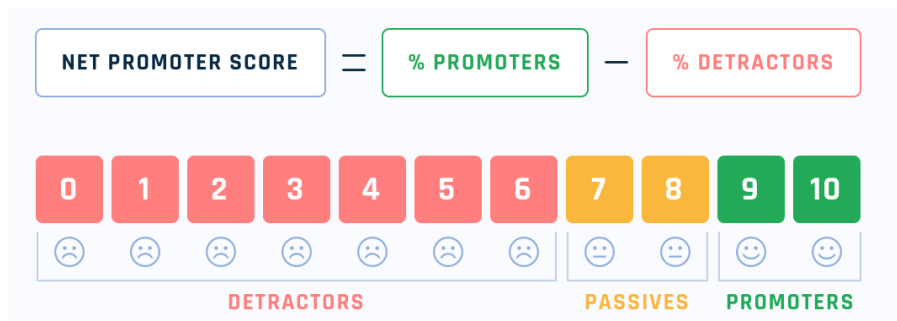 NET PROMOTER SCORE = % PROMOTERS — % DETRACTORS
0 1 2 3 4 5 6 7 8 9 10
DETRACTORS PASSIVES PROMOTERS